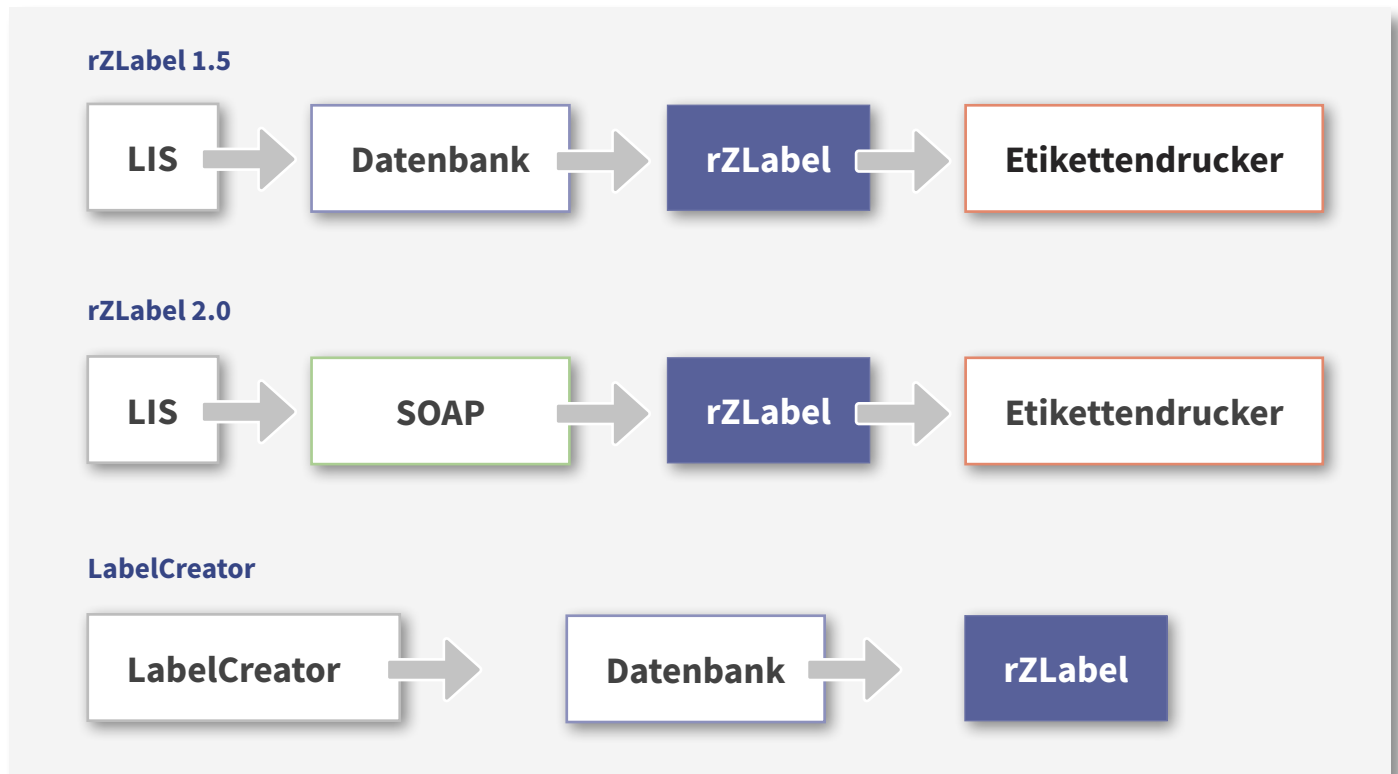 rZLabel 1.5
LIS
Datenbank
rZLabel
Etikettendrucker
rZLabel 2.0
LIS
SOAP
rZLabel
Etikettendrucker
LabelCreator
LabelCreator
Datenbank
rZLabel